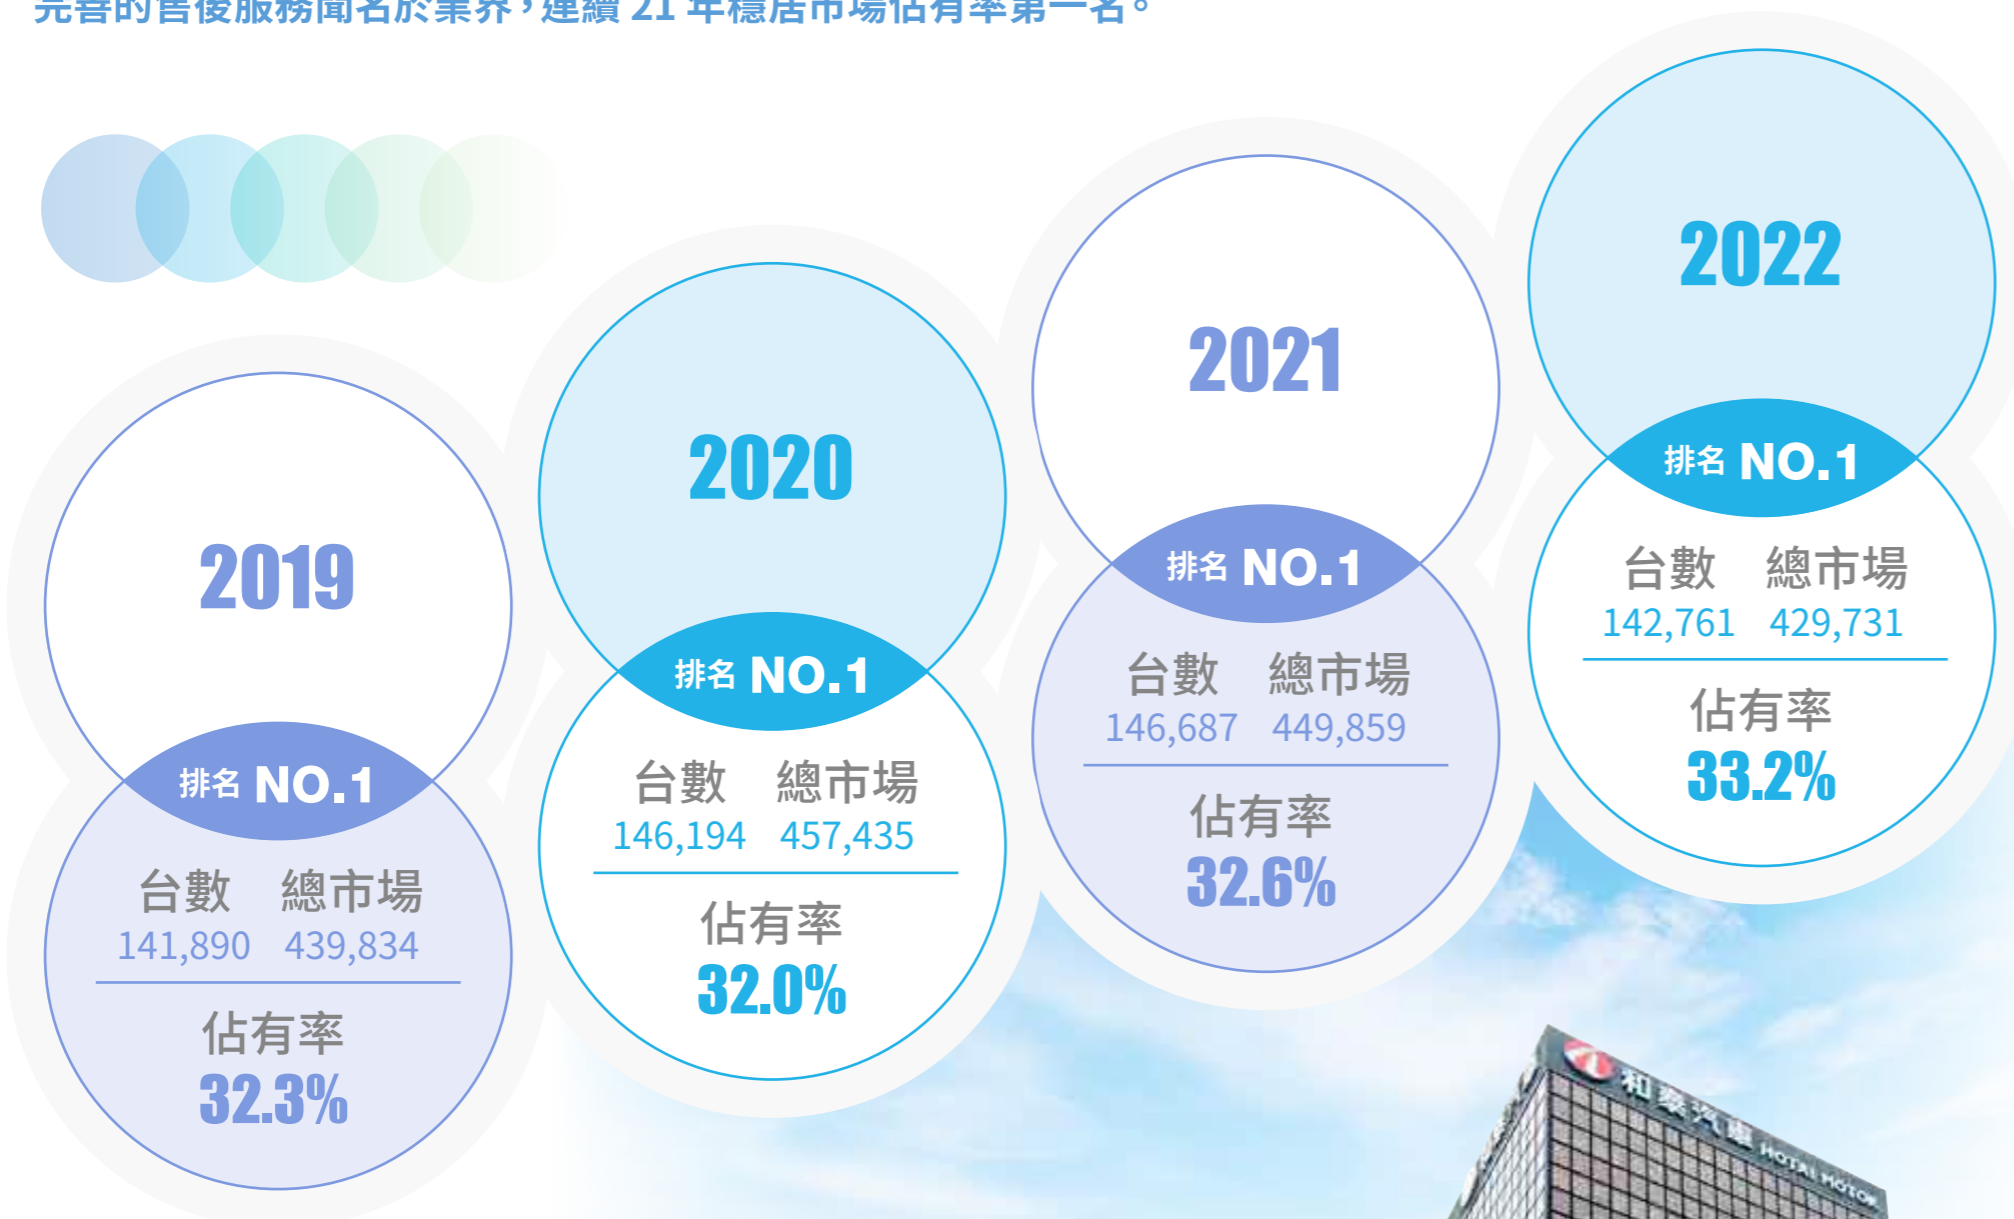 完善的售後服務聞名於業界，連續 21 年穩居市場佔有率第一名。
2019
排名 NO.1
台數 總市場
141,890 439,834
佔有率
32.3%
2020
排名 NO.1
台數 總市場
146,194 457,435
佔有率
32.0%
2021
排名 NO.1
台數 總市場
146,687 449,859
佔有率
32.6%
2022
排名 NO.1
台數 總市場
142,761 429,731
佔有率
33.2%
和泰汽車 HOTAI MOTOR